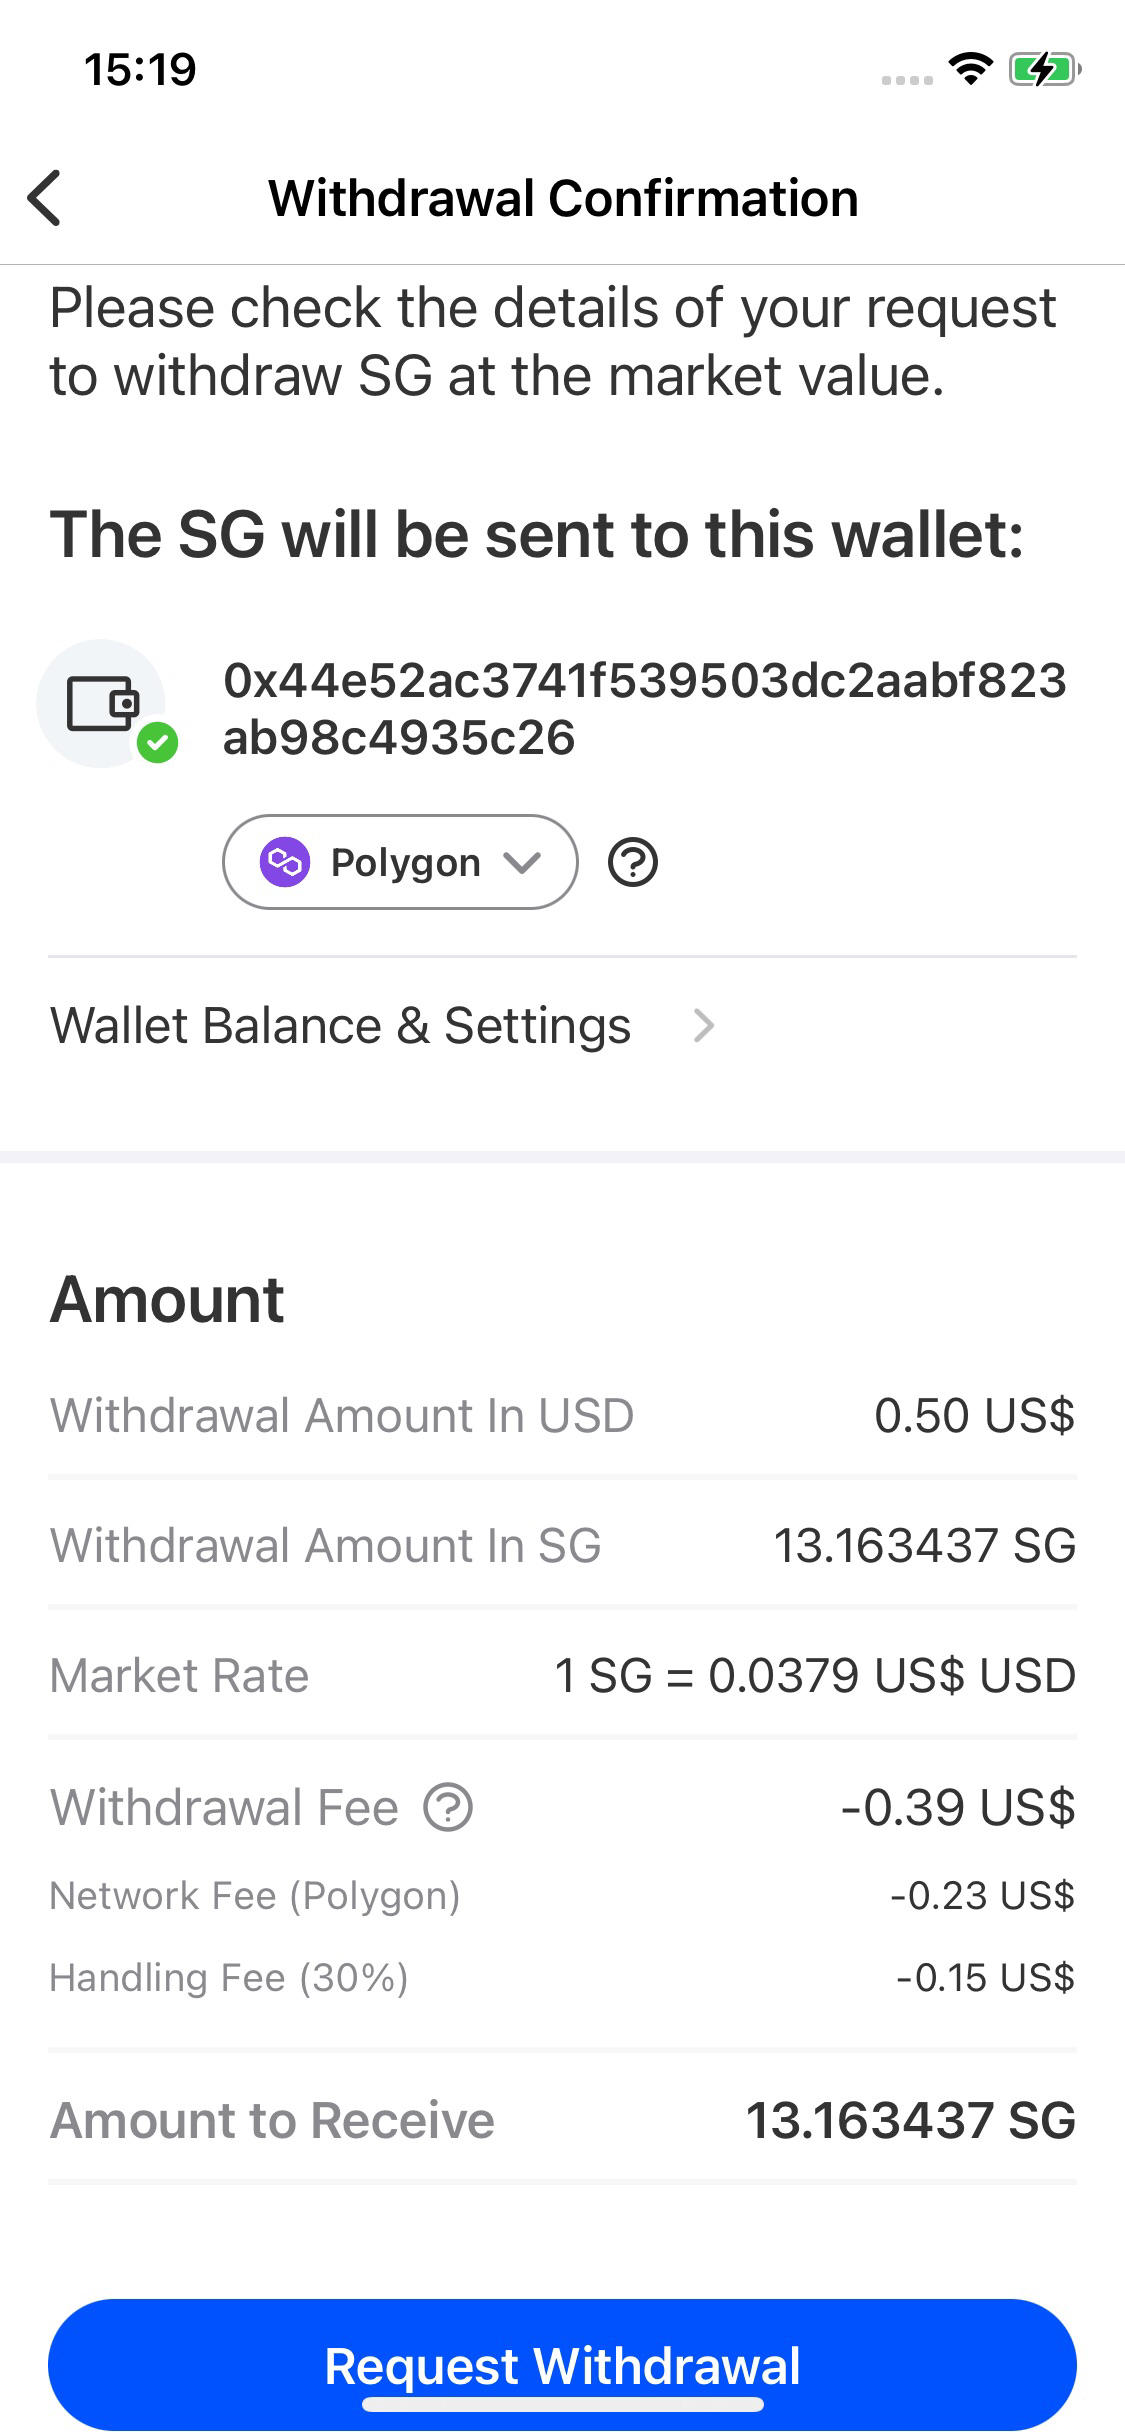 15:19
Withdrawal Confirmation
Please check the details of your request
to withdraw SG at the market value.
The SG will be sent to this wallet:
0x44e52ac3741f539503dc2aabf823
ab98c4935c26
Polygon
Wallet Balance & Settings
Amount
Withdrawal Amount In USD 0.50 US$
Withdrawal Amount In SG 13.163437 SG
Market Rate 1 SG = 0.0379 US$ USD
Withdrawal Fee -0.39 US$
Network Fee (Polygon) -0.23 US$
Handling Fee (30%) -0.15 US$
Amount to Receive 13.163437 SG
Request Withdrawal